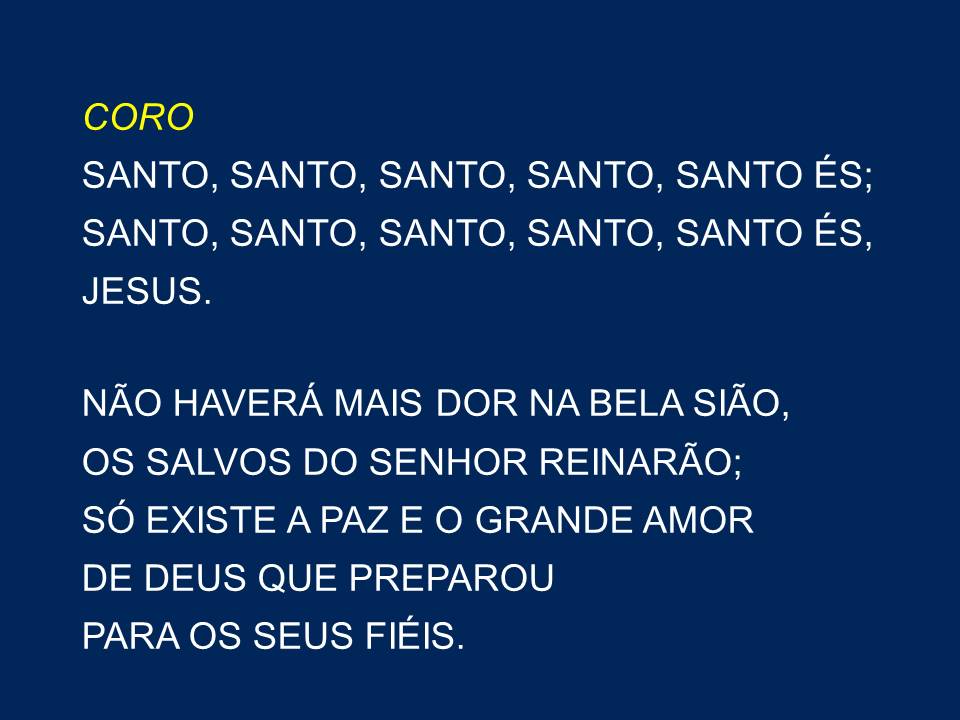 CORO
SANTO, SANTO, SANTO, SANTO, SANTO ÉS;
SANTO, SANTO, SANTO, SANTO, SANTO ÉS,
JESUS.
NÃO HAVERÁ MAIS DOR NA BELA SIÃO,
OS SALVOS DO SENHOR REINARÃO;
SÓ EXISTE A PAZ E O GRANDE AMOR
DE DEUS QUE PREPAROU
PARA OS SEUS FIÉIS.